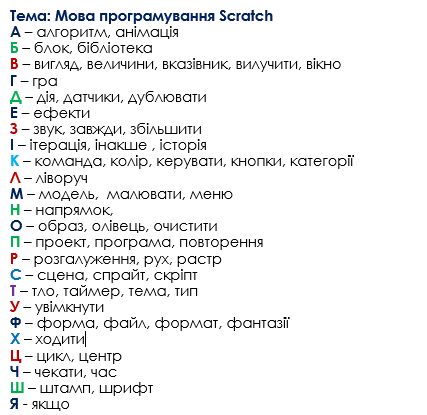 Тема: Мова програмування Scratch
А – алгоритм, анімація
Б – блок, бібліотека
В – вигляд, величини, вказівник, вилучити, вікно
Г – гра
Д – дія, датчики, дублювати
Е – ефекти
З – звук, завжди, збільшити
І – ітерація, інакше , історія
К – команда, колір, керувати, кнопки, категорії
Л – ліворуч
М – модель, малювати, меню
Н – напрямок,
О – образ, олівець, очистити
П – проект, програма, повторення
Р – розгалуження, рух, растр
С – сцена, спрайт, скріпт
Т – тло, таймер, тема, тип
У – увімкнути
Ф – форма, файл, формат, фантазії
Х – ходити
Ц – цикл, центр
Ч – чекати, час
Ш – штамп, шрифт
Я - якщо